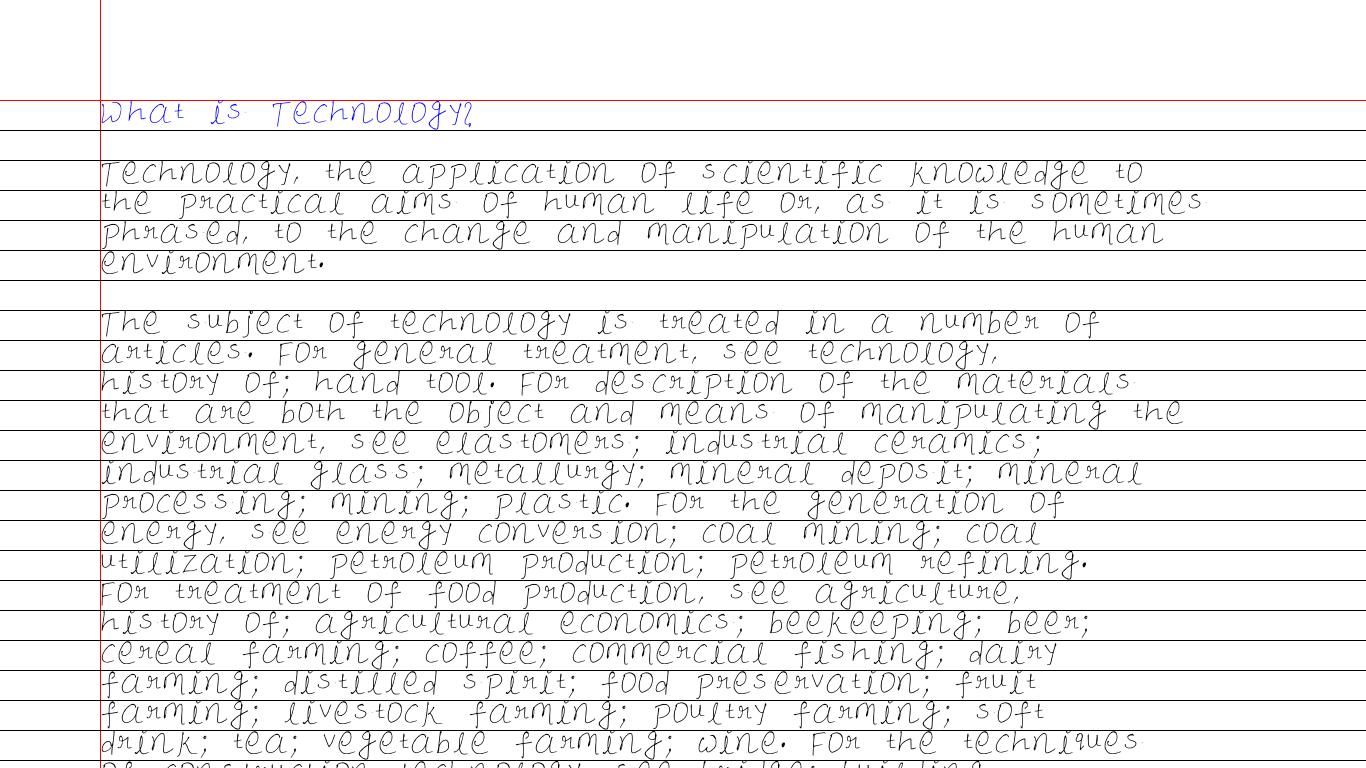 What is Technology?
Technology, the application of scientific knowledge to
the practical aims of human life or, as it is sometimes
phrased, to the change and manipulation of the human
environment.
The subject of technology is treated in a number of
articles. For general treatment, see technology,
history of; hand tool. For description of the materials
that are both the object and means of manipulating the
environment, see elastomers; industrial ceramics;
industrial glass; metallurgy; mineral deposit; mineral
processing; mining; plastic. For the generation of
energy, see energy conversion; coal mining; coal
utilization; petroleum production; petroleum refining.
For treatment of food production, see agriculture,
history of; agricultural economics; beekeeping; beer;
cereal farming; coffee; commercial fishing; dairy
farming; distilled spirit; food preservation; fruit
farming; livestock farming; poultry farming; soft
drink; tea; vegetable farming; wine. For the techniques
of construction technology, see bridge; building